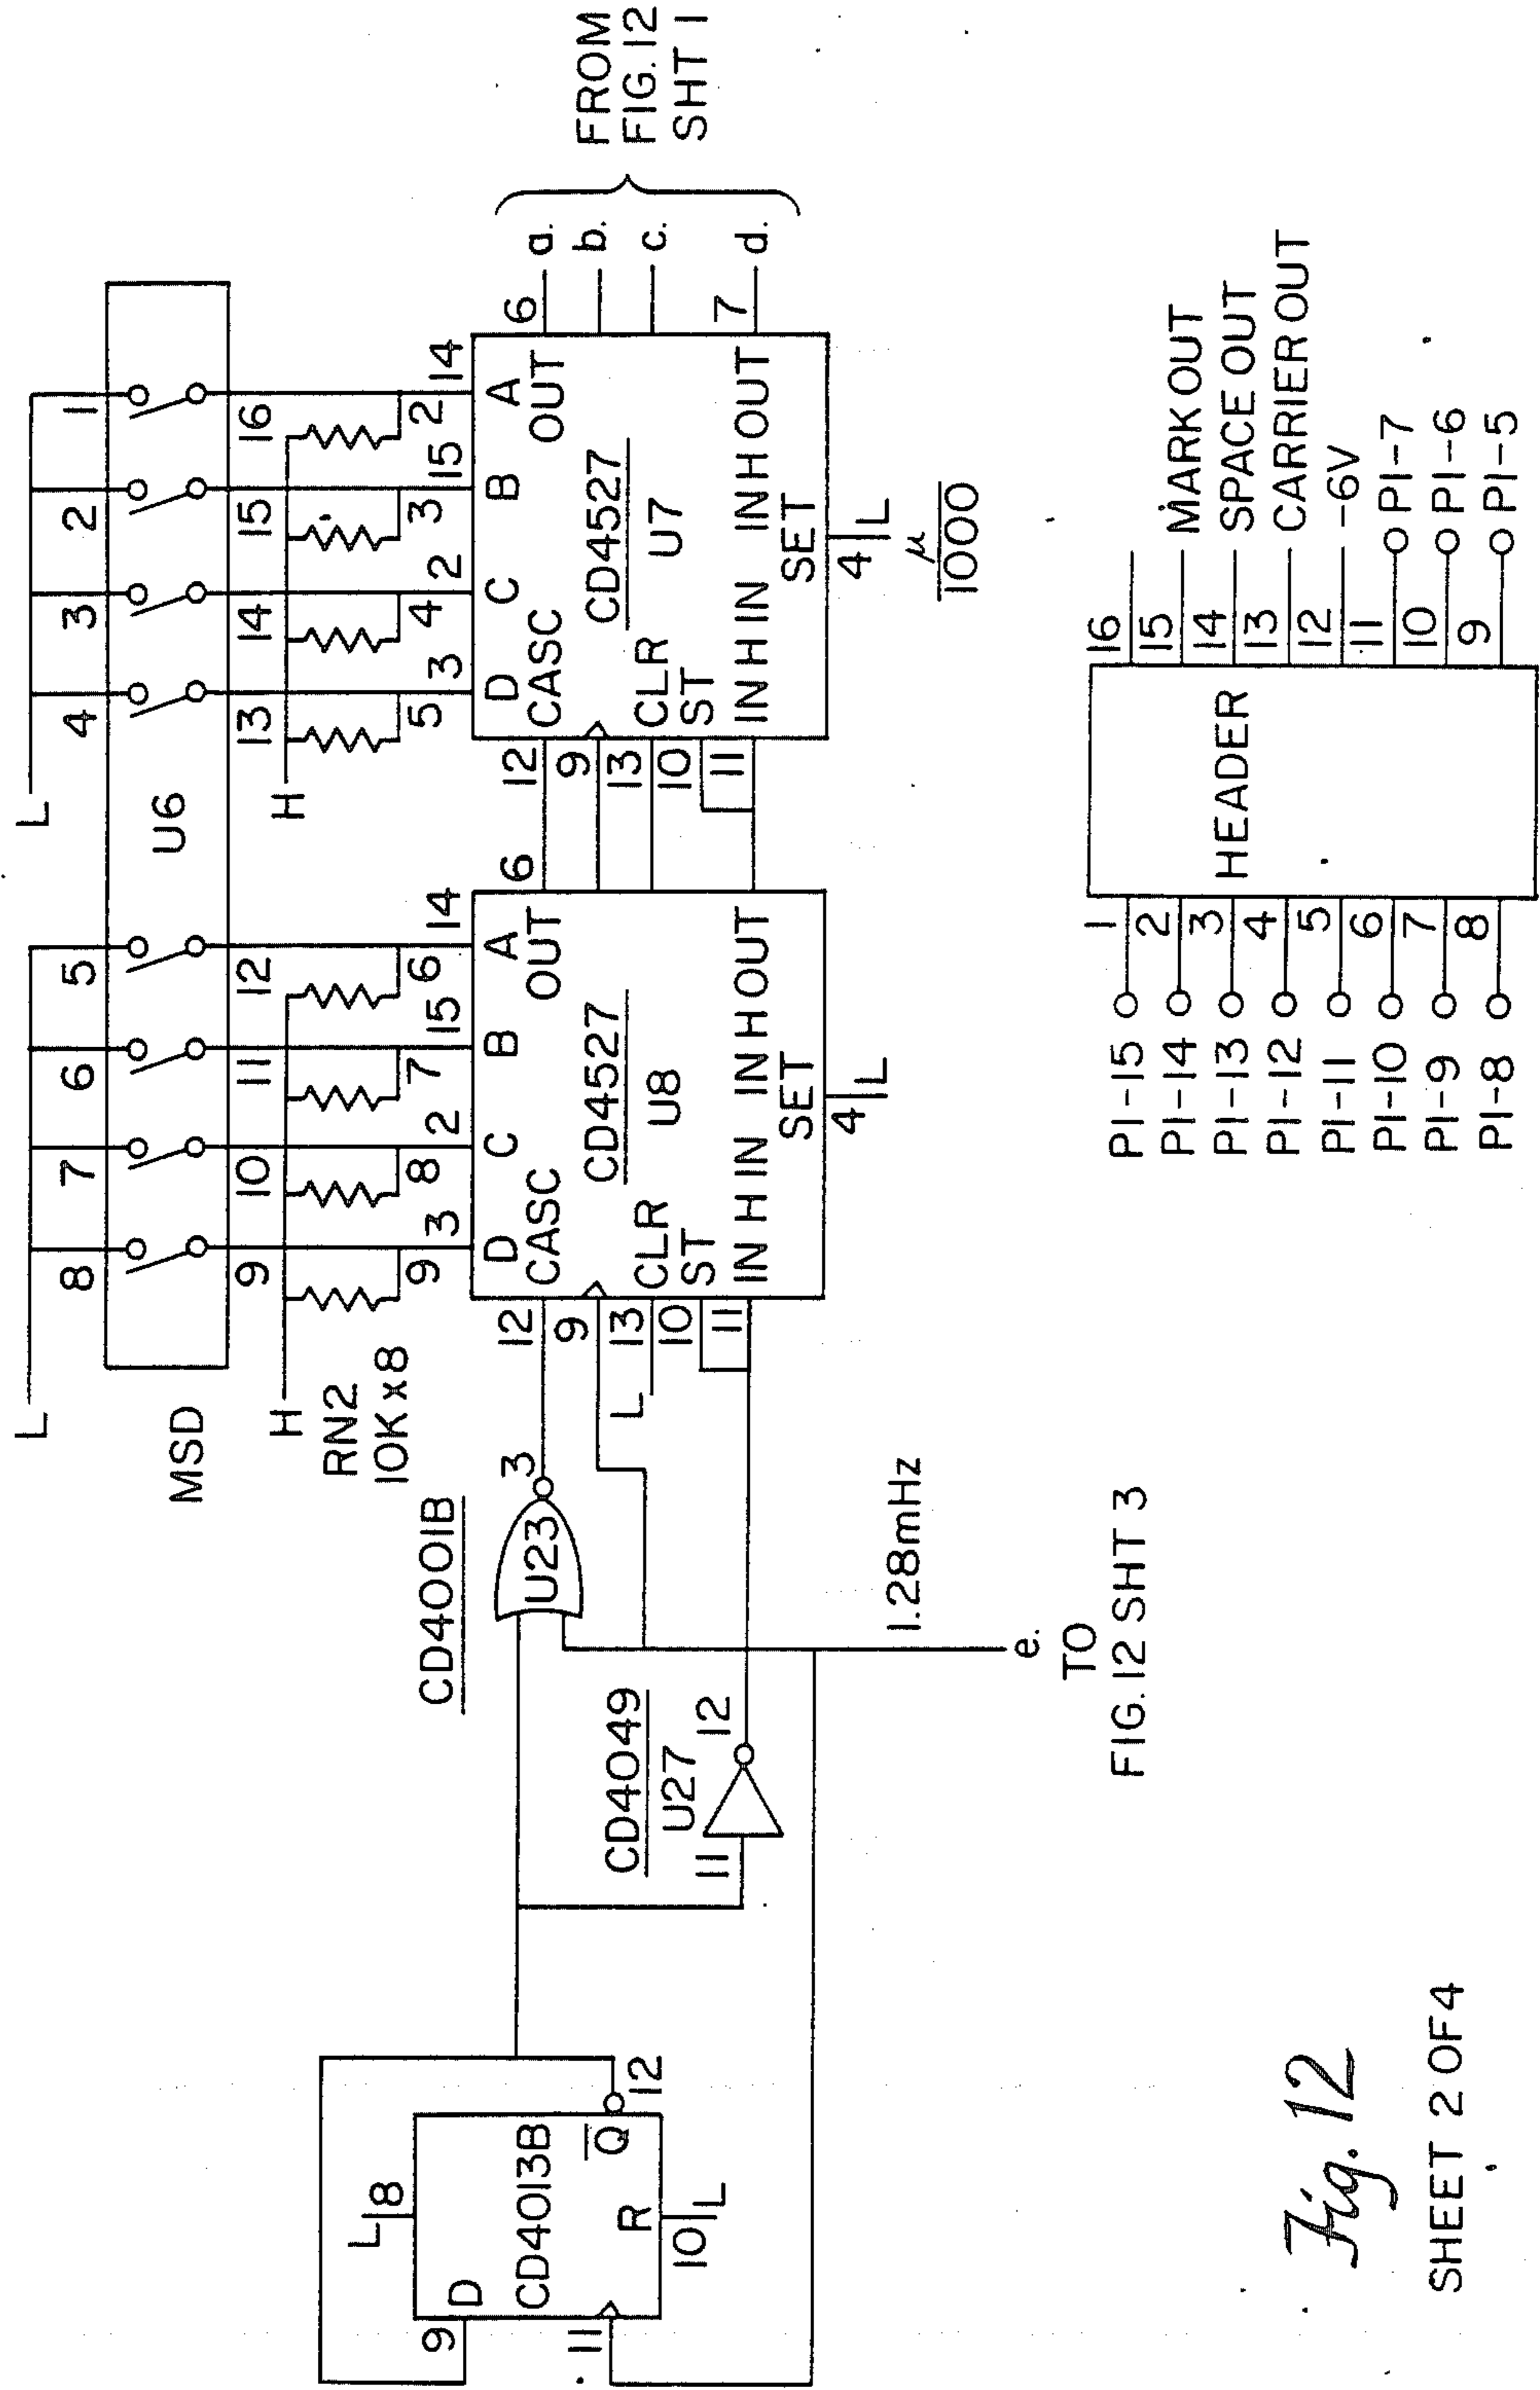 L
L
8
7
6
5
U6
4
3
2
1
MSD
9
10
11
12
13
14
15
16
H
RN2
10K x 8
H
9
8
7
6
5
4
3
2
3
2
15
14
3
2
15
14
D C B A
CASC OUT
CD4527
U8
CLR
ST
INH IN INH OUT
SET
4
L
12
9
13
L
10
11
6
D C B A
CASC OUT
CD4527
U7
CLR
ST
INH IN INH OUT
SET
4
L
μ
1000
12
9
13
10
11
6
7
a.
b.
c.
d.
FROM
FIG.12
SHT 1
CD4001B
U23
3
CD4049
U27
11
12
L
8
9
D
CD4013B
Q
12
11
R
10
L
1.28mHz
e.
TO
FIG.12 SHT 3
HEADER
P1-15 1
P1-14 2
P1-13 3
P1-12 4
P1-11 5
P1-10 6
P1-9 7
P1-8 8
16
15 MARK OUT
14 SPACE OUT
13 CARRIER OUT
12 -6V
11 P1-7
10 P1-6
9 P1-5
Fig. 12
SHEET 2 OF 4